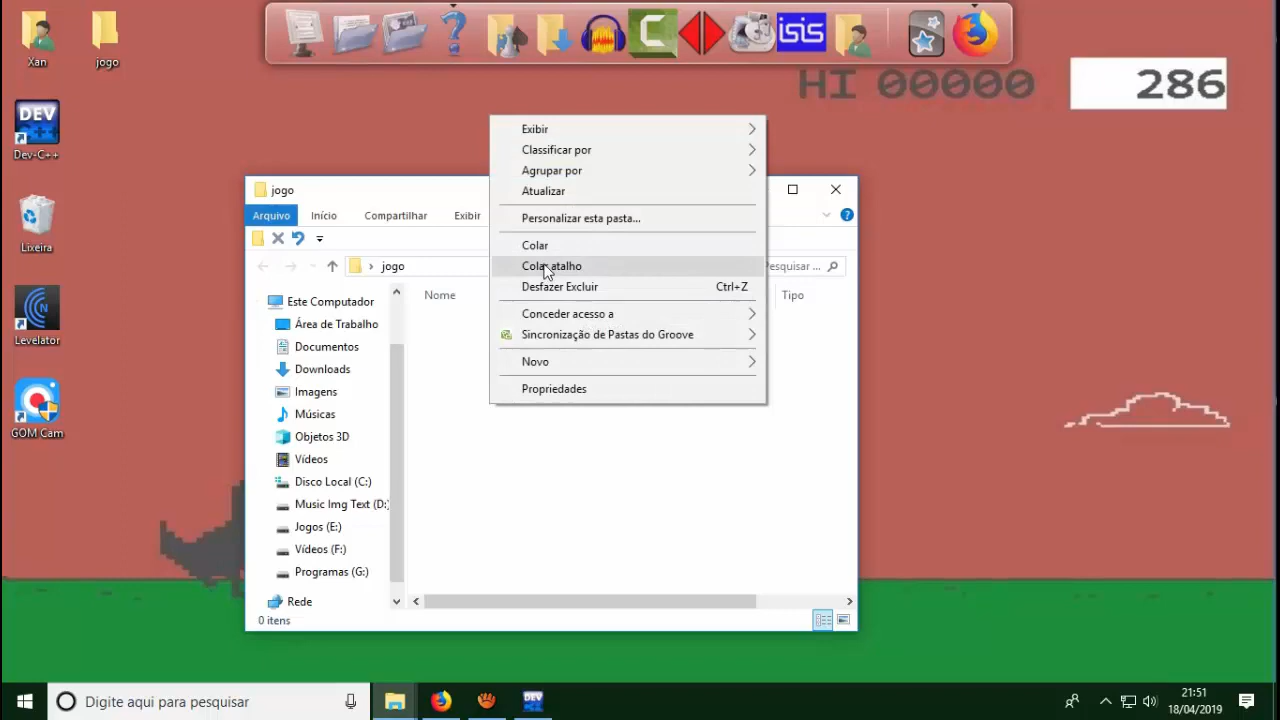 HI 00000 286
isis
Xan
jogo
DEV
C++
Dev-C++
Lixeira
Levelator
GOM Cam
jogo
Arquivo Início Compartilhar Exibir
jogo
Pesquisar ...
Nome
Tipo
Este Computador
Área de Trabalho
Documentos
Downloads
Imagens
Músicas
Objetos 3D
Vídeos
Disco Local (C:)
Music Img Text (D:)
Jogos (E:)
Vídeos (F:)
Programas (G:)
Rede
0 itens
Exibir
Classificar por
Agrupar por
Atualizar
Personalizar esta pasta...
Colar
Colar atalho
Desfazer Excluir Ctrl+Z
Conceder acesso a
Sincronização de Pastas do Groove
Novo
Propriedades
Digite aqui para pesquisar
DEV
21:51
18/04/2019